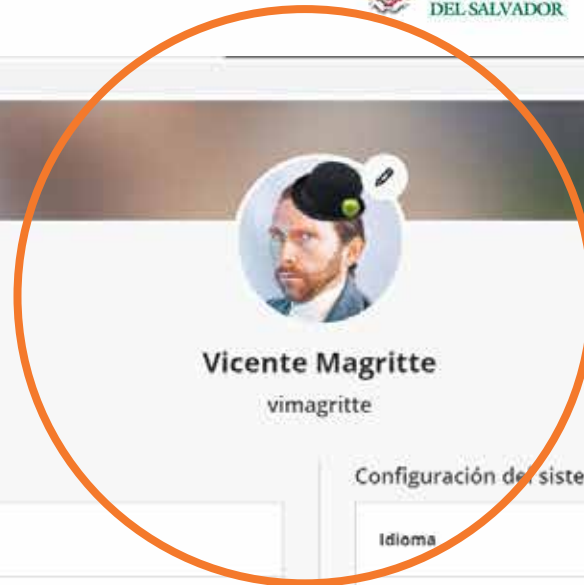 DEL SALVADOR
Vicente Magritte
vimagritte
Configuración del siste
Idioma